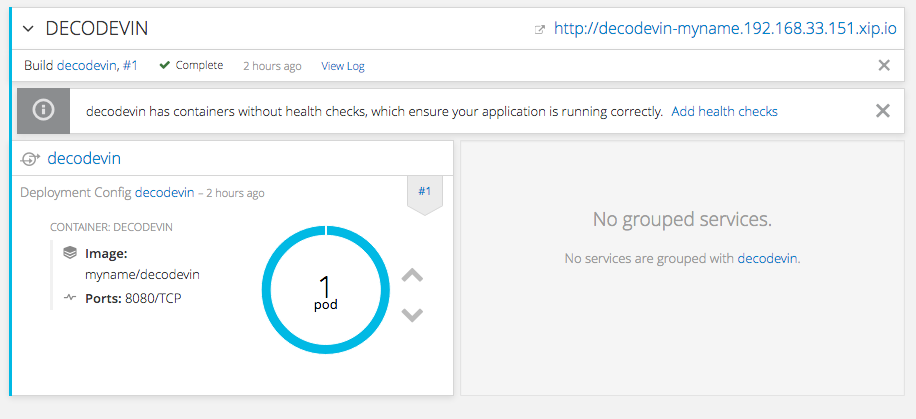 DECODEVIN http://decodevin-myname.192.168.33.151.xip.io
Build decodevin, #1 Complete 2 hours ago View Log
decodevin has containers without health checks, which ensure your application is running correctly. Add health checks
decodevin
Deployment Config decodevin – 2 hours ago #1
CONTAINER: DECODEVIN
Image:
myname/decodevin
Ports: 8080/TCP
1
pod
No grouped services.
No services are grouped with decodevin.